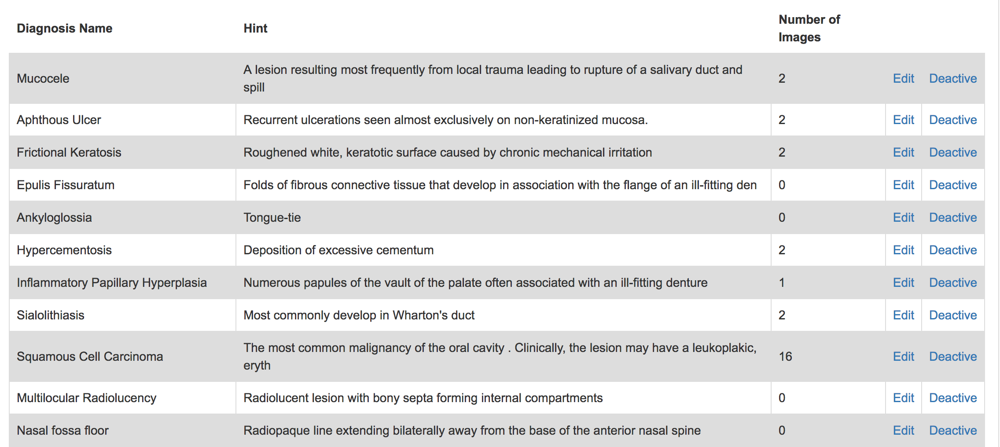 Diagnosis Name Hint Number of
Images
Mucocele A lesion resulting most frequently from local trauma leading to rupture of a salivary duct and
spill 2 Edit Deactive
Aphthous Ulcer Recurrent ulcerations seen almost exclusively on non-keratinized mucosa. 2 Edit Deactive
Frictional Keratosis Roughened white, keratotic surface caused by chronic mechanical irritation 2 Edit Deactive
Epulis Fissuratum Folds of fibrous connective tissue that develop in association with the flange of an ill-fitting den 0 Edit Deactive
Ankyloglossia Tongue-tie 0 Edit Deactive
Hypercementosis Deposition of excessive cementum 2 Edit Deactive
Inflammatory Papillary Hyperplasia Numerous papules of the vault of the palate often associated with an ill-fitting denture 1 Edit Deactive
Sialolithiasis Most commonly develop in Wharton's duct 2 Edit Deactive
Squamous Cell Carcinoma The most common malignancy of the oral cavity . Clinically, the lesion may have a leukoplakic,
eryth 16 Edit Deactive
Multilocular Radiolucency Radiolucent lesion with bony septa forming internal compartments 0 Edit Deactive
Nasal fossa floor Radiopaque line extending bilaterally away from the base of the anterior nasal spine 0 Edit Deactive